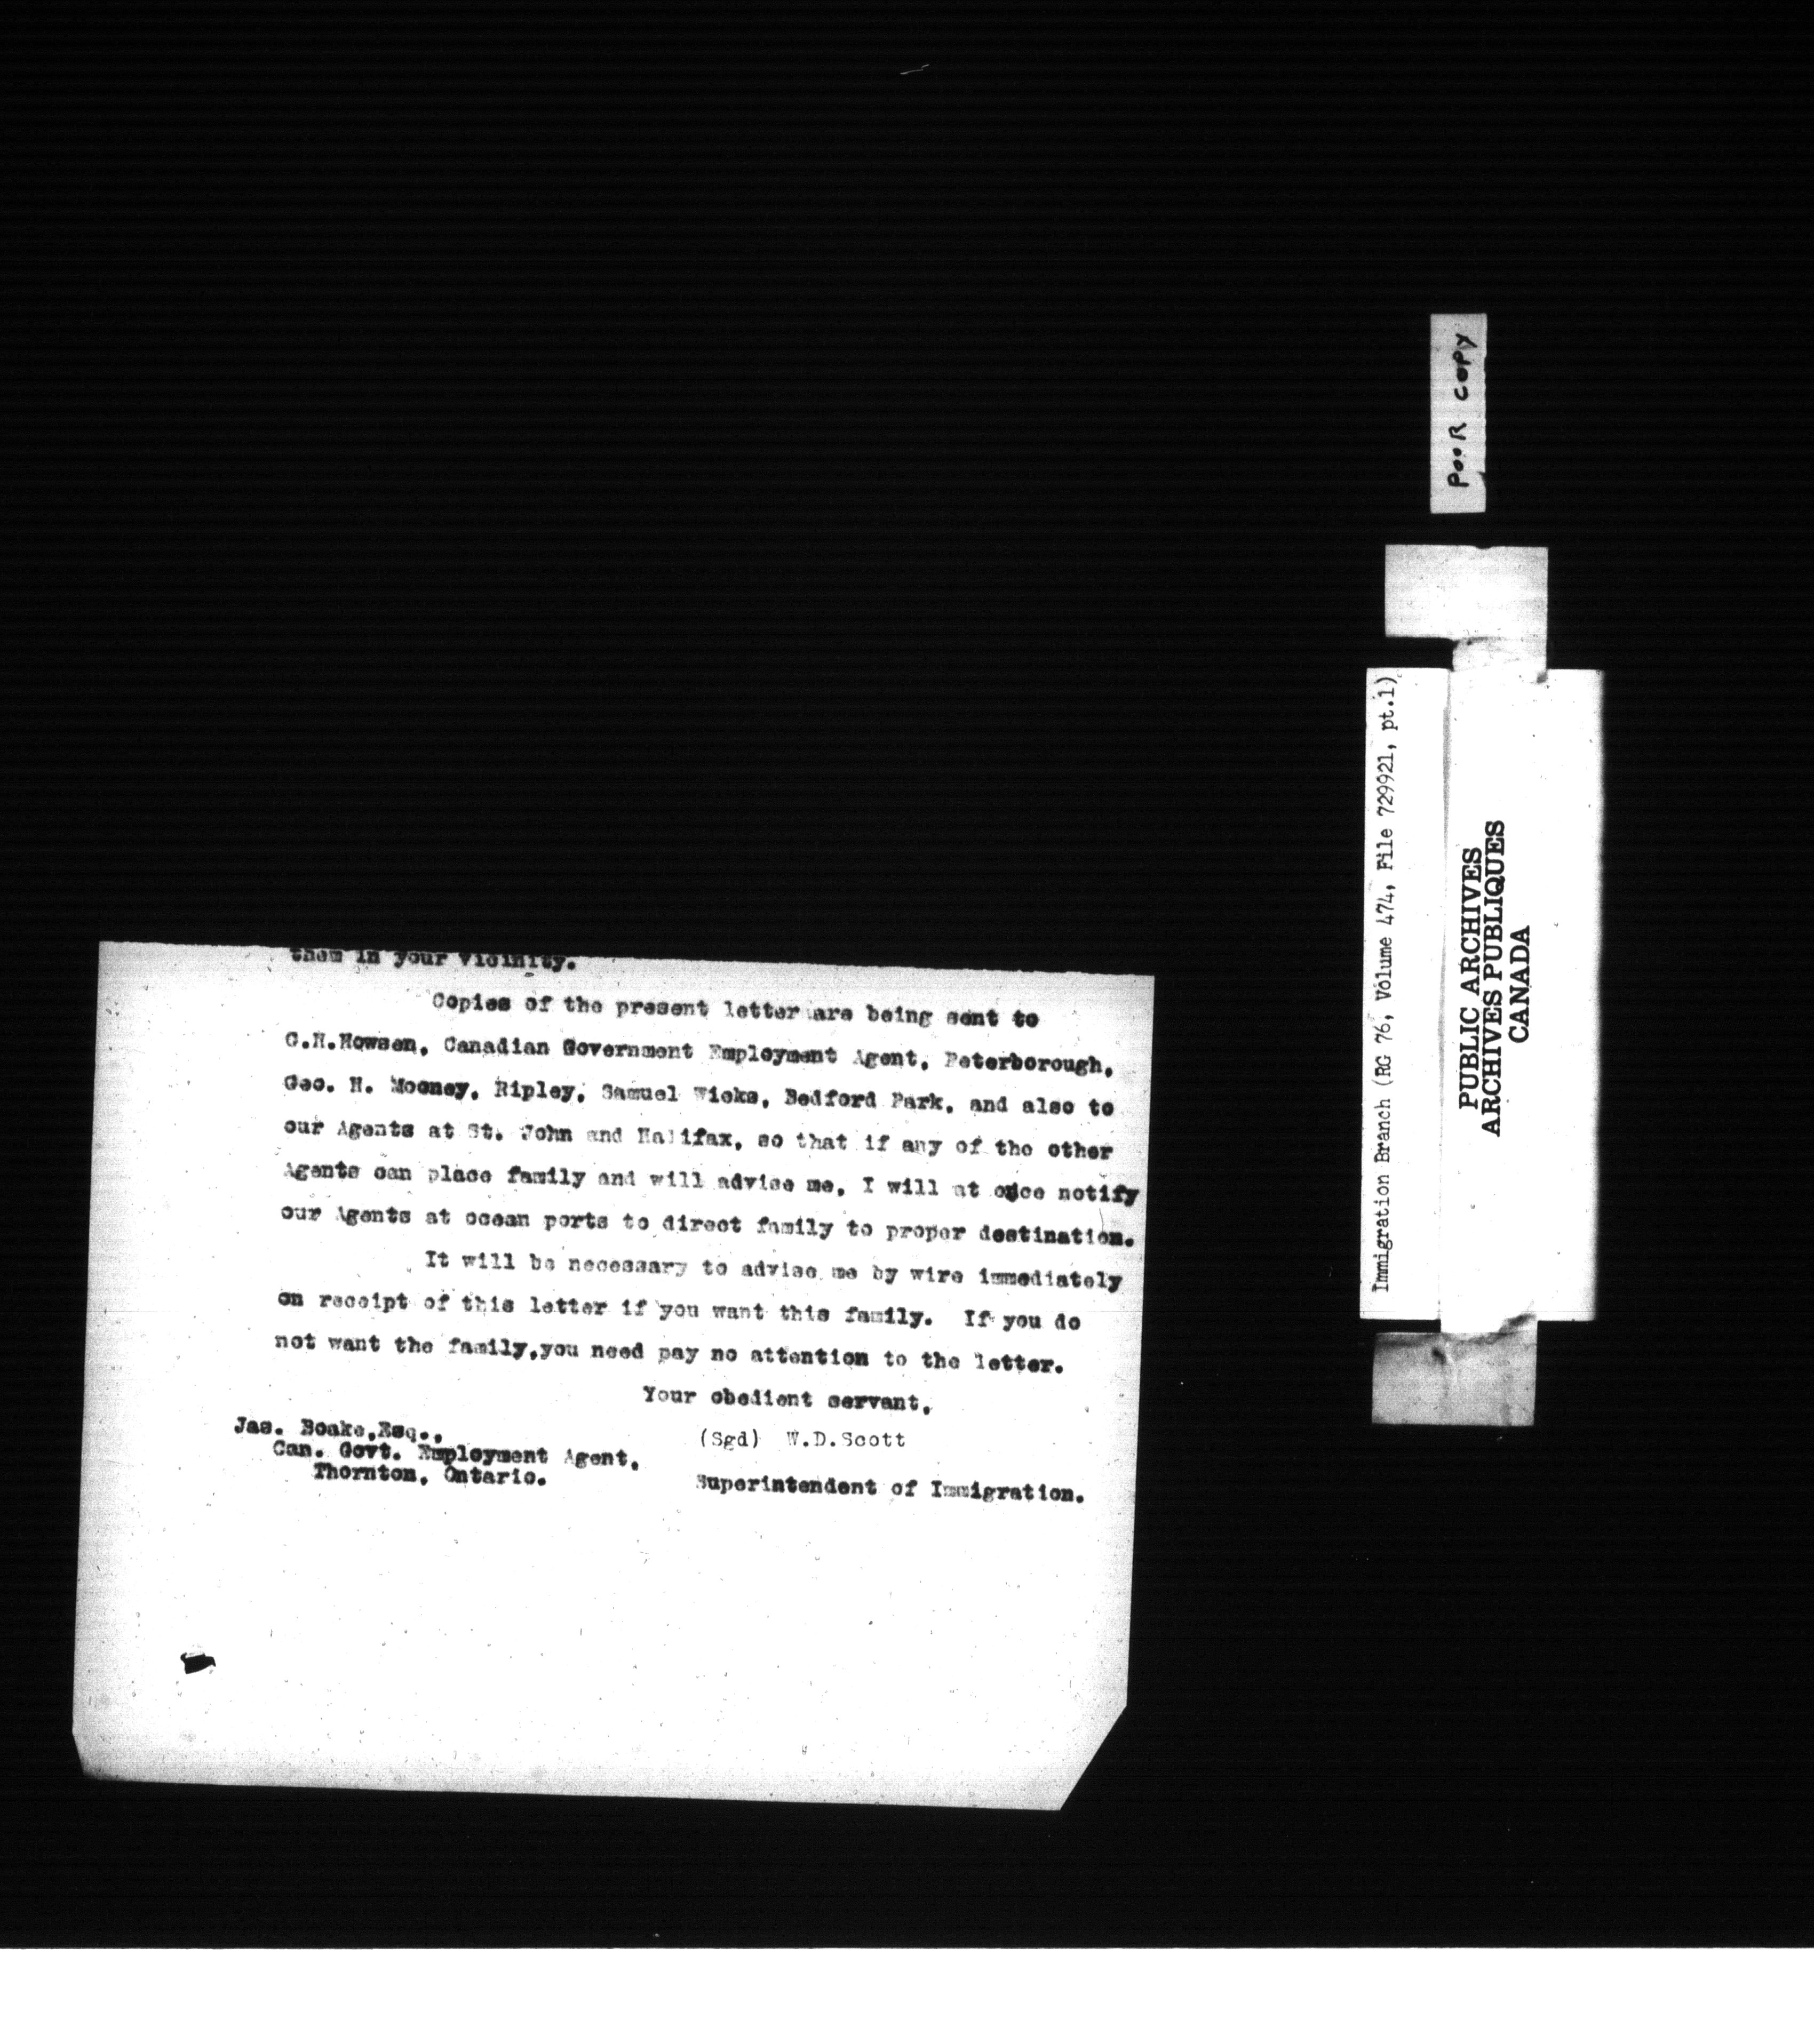 them in your vicinity.
Copies of the present letter are being sent to
C.R.Howsen, Canadian Government Employment Agent, Peterborough,
Geo. H. Mooney, Ripley, Samuel Wicks, Bedford Park, and also to
our Agents at St. John and Halifax, so that if any of the other
Agents can place family and will advise me, I will at once notify
our Agents at ocean ports to direct family to proper destination.
It will be necessary to advise me by wire immediately
on receipt of this letter if you want this family. If you do
not want the family,you need pay no attention to the letter.
Your obedient servant,
(Sgd) W.D.Scott
Superintendent of Immigration.
Jas. Boake,Esq.,
Can. Govt. Employment Agent,
Thornton, Ontario.
POOR COPY
Immigration Branch (RG 76, Volume 474, File 729921, pt.1)
PUBLIC ARCHIVES
ARCHIVES PUBLIQUES
CANADA